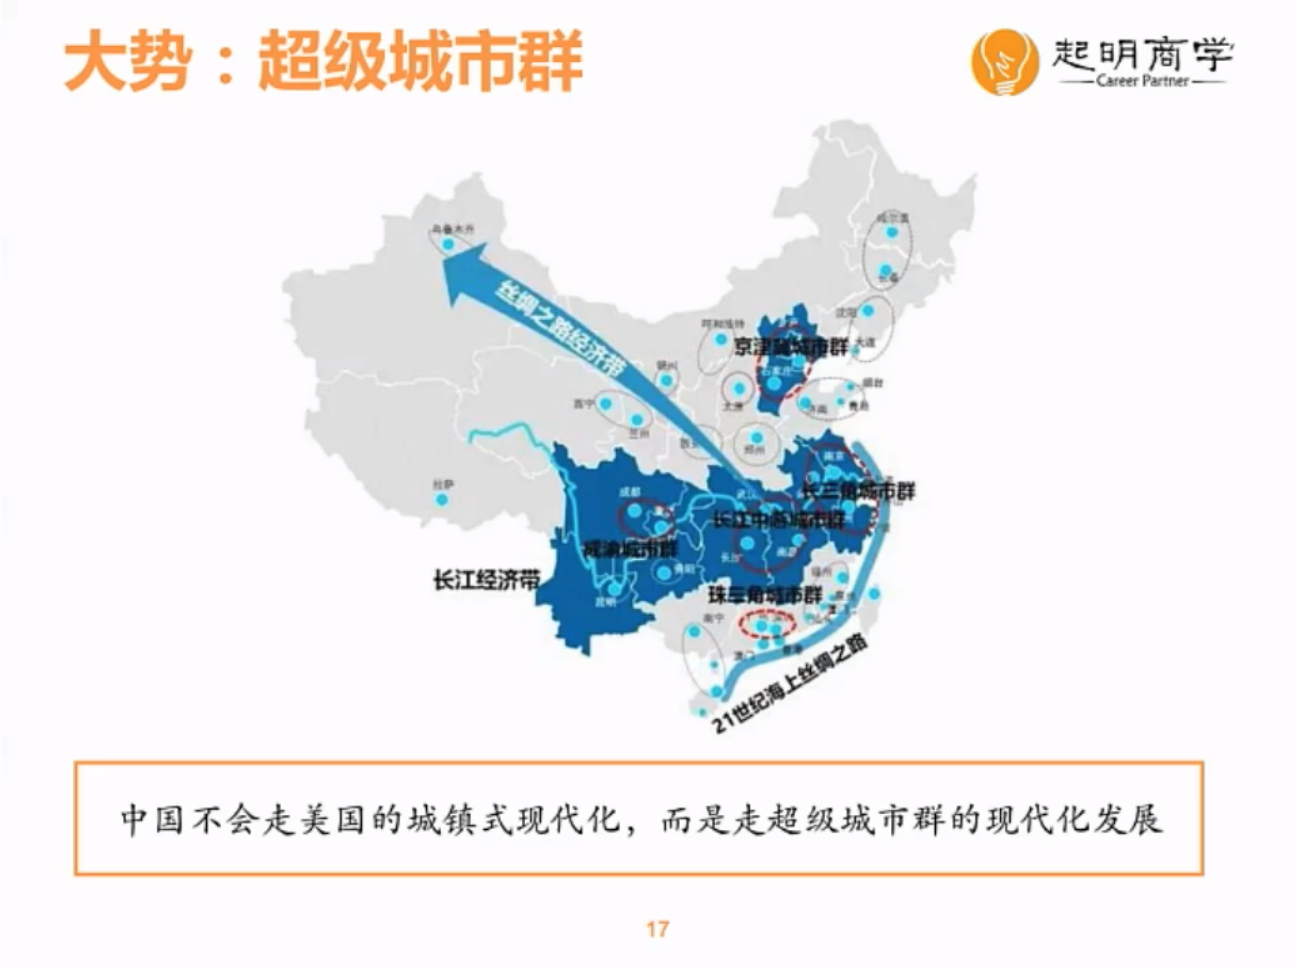 大势：超级城市群
起明商学
Career Partner
哈尔滨
长春
乌鲁木齐
沈阳
大连
丝绸之路经济带
呼和浩特
京津冀城市群
石家庄
银川
太原
烟台
青岛
济南
西宁
兰州
郑州
南京
拉萨
成都
武汉
长三角城市群
长江中游城市群
成渝城市群
长沙
南昌
长江经济带
贵阳
昆明
福州
珠三角城市群
南宁
汕头
澳门
香港
21世纪海上丝绸之路
中国不会走美国的城镇式现代化，而是走超级城市群的现代化发展
17